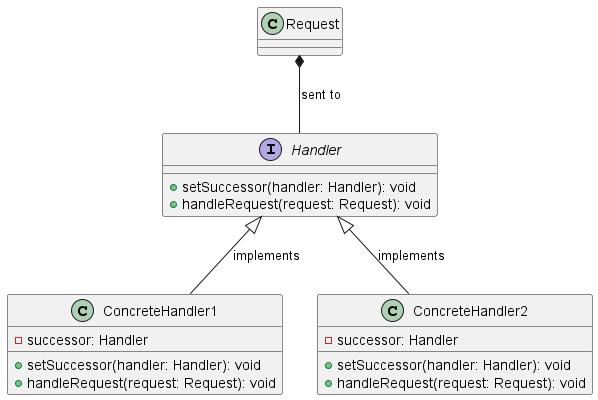 C Request
sent to
I Handler
setSuccessor(handler: Handler): void
handleRequest(request: Request): void
implements
implements
C ConcreteHandler1
successor: Handler
setSuccessor(handler: Handler): void
handleRequest(request: Request): void
C ConcreteHandler2
successor: Handler
setSuccessor(handler: Handler): void
handleRequest(request: Request): void